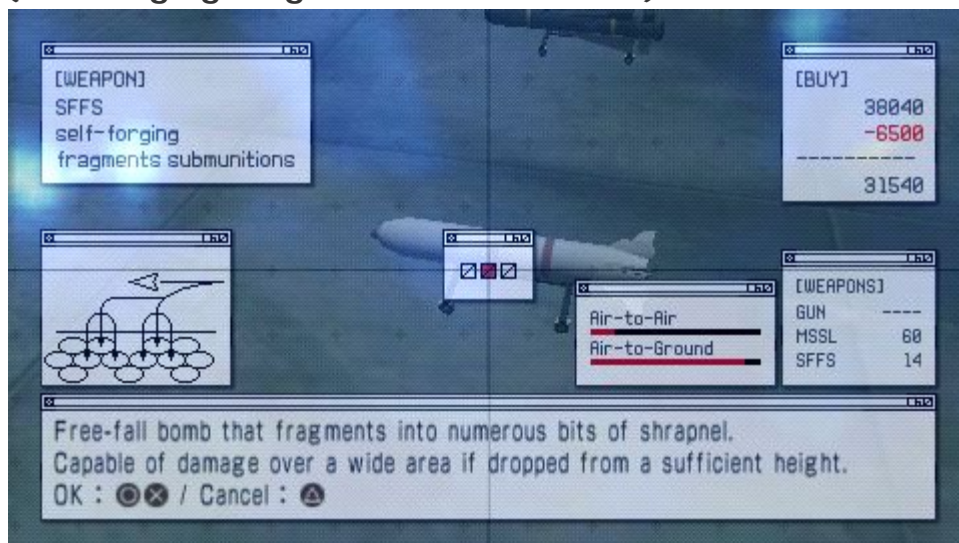 [WEAPON]
SFFS
self-forging
fragments submunitions
[BUY]
38040
-6500
----------
31540
Air-to-Air
Air-to-Ground
[WEAPONS]
GUN ----
MSSL 60
SFFS 14
Free-fall bomb that fragments into numerous bits of shrapnel.
Capable of damage over a wide area if dropped from a sufficient height.
OK : / Cancel :